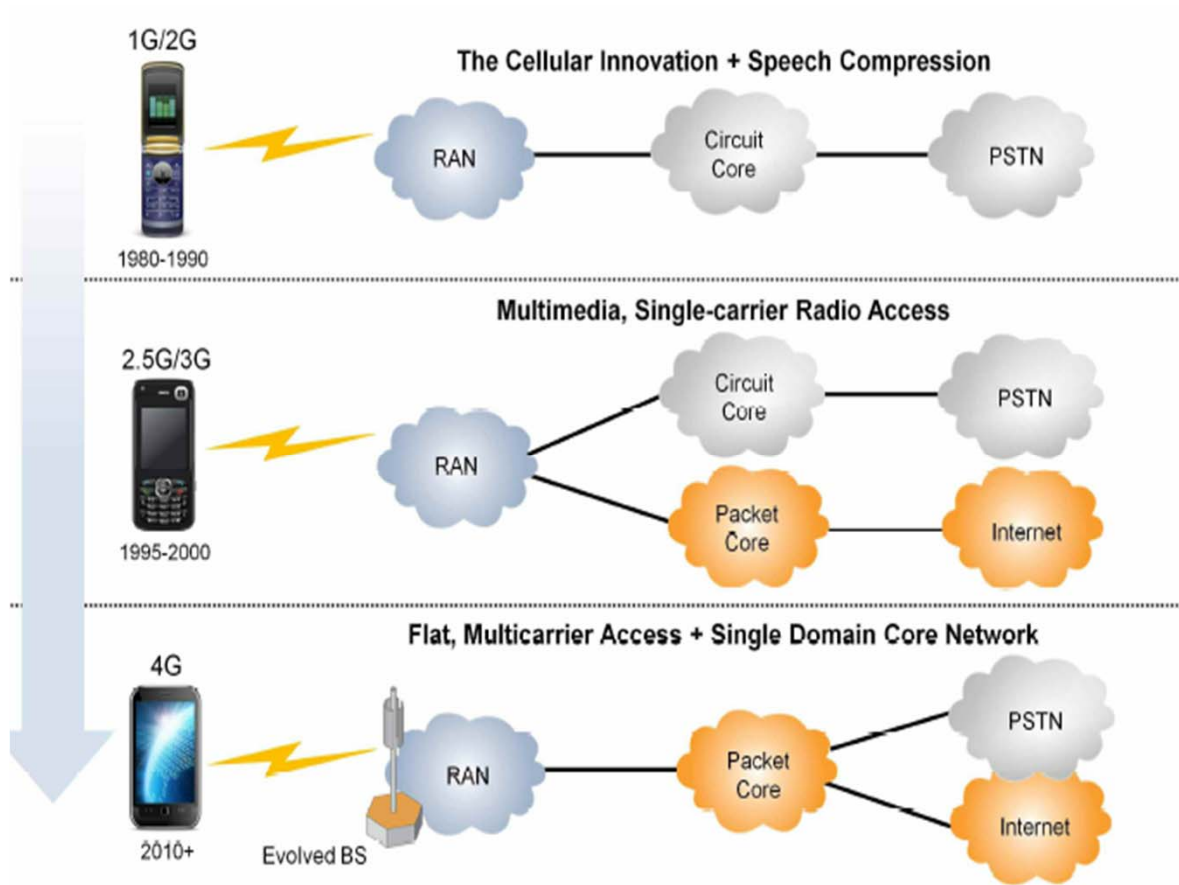 1G/2G
The Cellular Innovation + Speech Compression
RAN
Circuit
Core
PSTN
1980-1990
Multimedia, Single-carrier Radio Access
2.5G/3G
Circuit
Core
PSTN
RAN
Packet
Core
Internet
1995-2000
Flat, Multicarrier Access + Single Domain Core Network
4G
PSTN
RAN
Packet
Core
Internet
2010+
Evolved BS